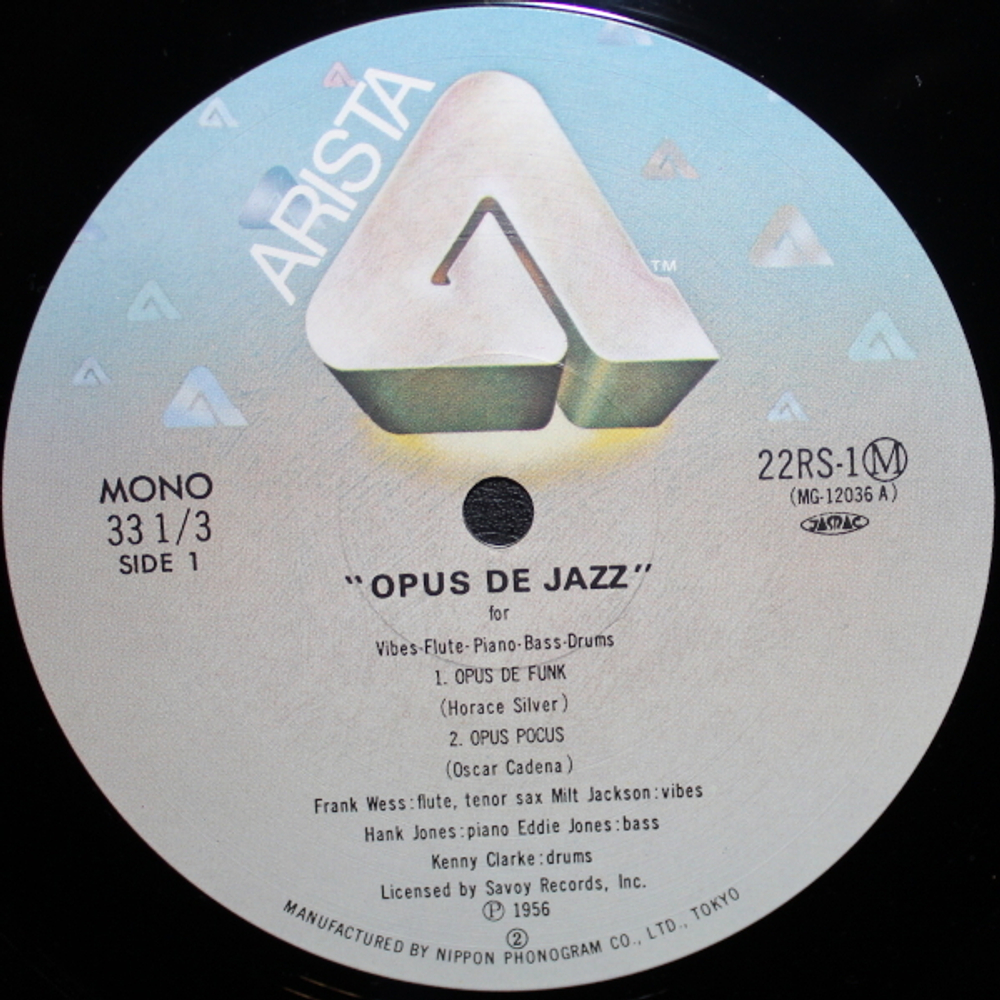 ARISTA
TM
MONO
33 1/3
SIDE 1
22RS-1Ⓜ
(MG-12036 A)
JASRAC
"OPUS DE JAZZ"
for
Vibes-Flute-Piano-Bass-Drums
1. OPUS DE FUNK
(Horace Silver)
2. OPUS POCUS
(Oscar Cadena)
Frank Wess:flute, tenor sax Milt Jackson:vibes
Hank Jones:piano Eddie Jones:bass
Kenny Clarke:drums
Licensed by Savoy Records, Inc.
Ⓟ 1956
②
MANUFACTURED BY NIPPON PHONOGRAM CO., LTD., TOKYO